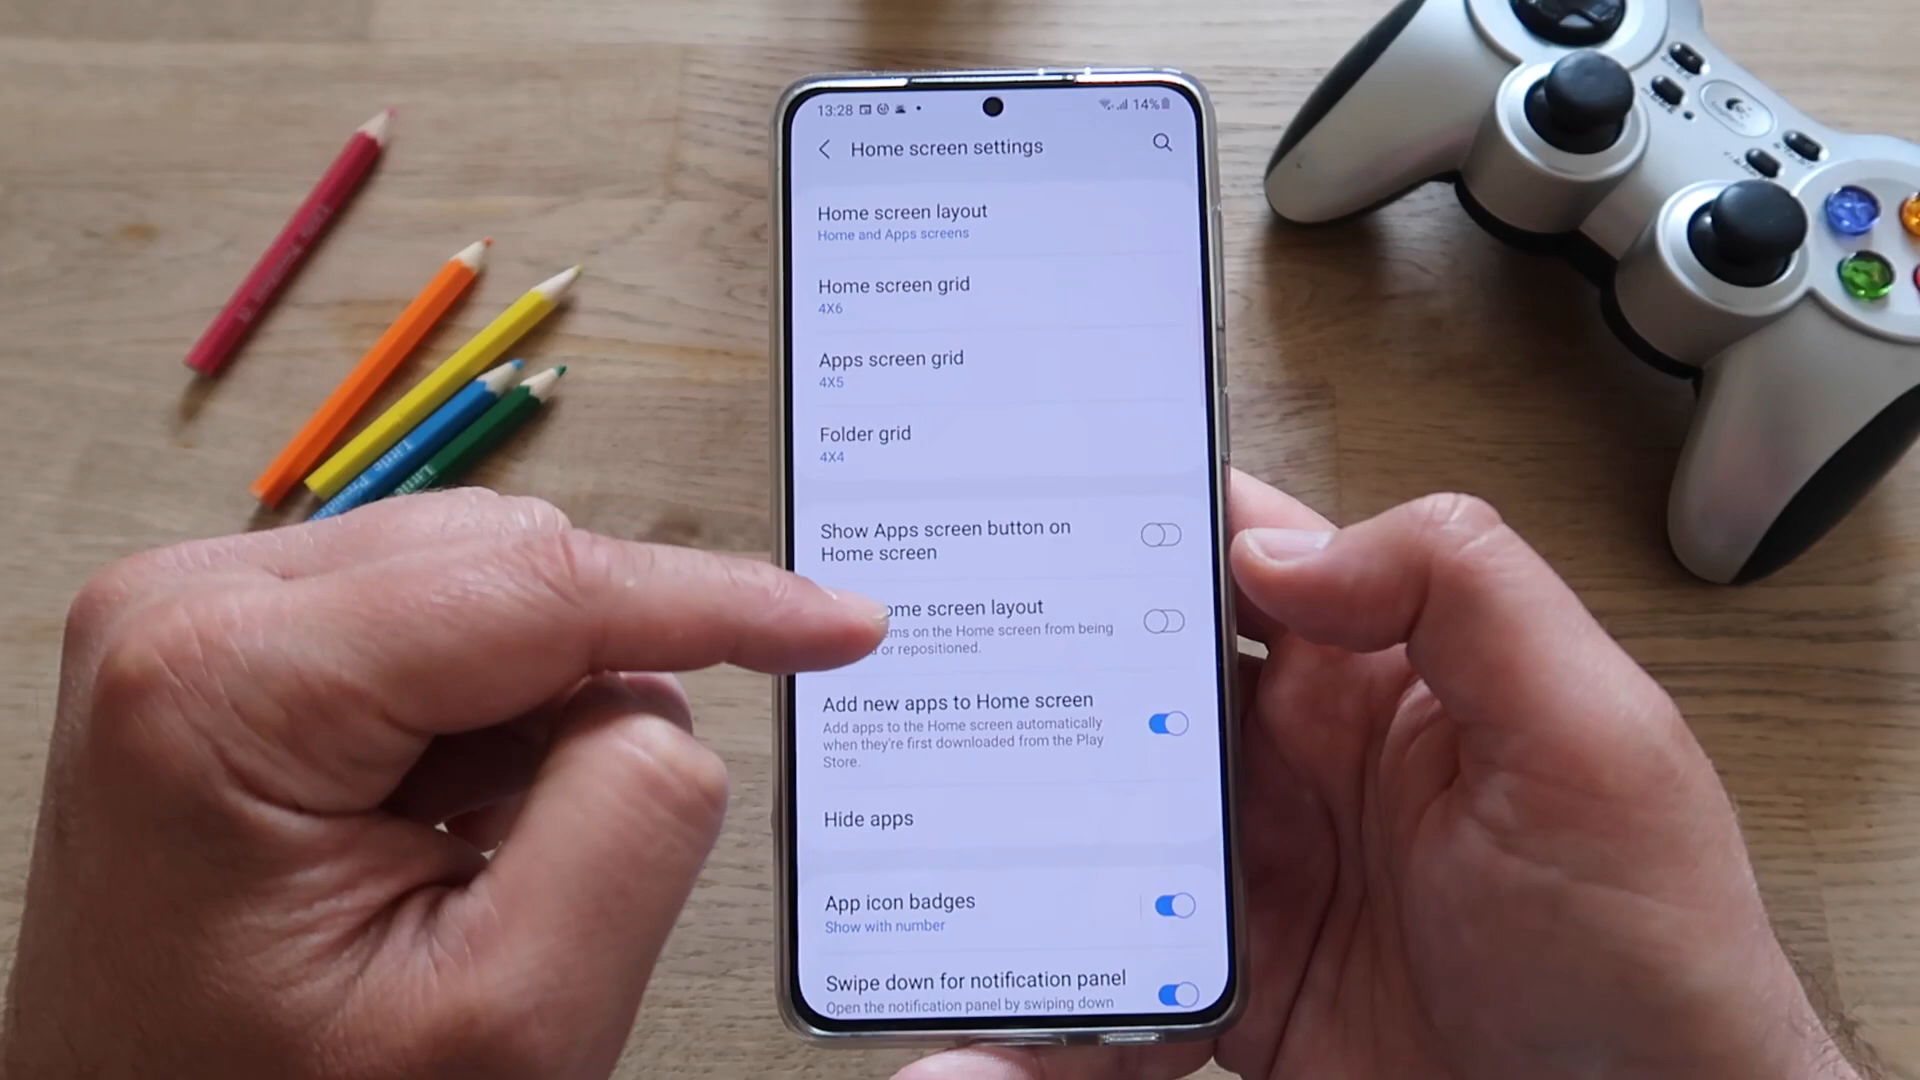 13:28
14%
Home screen settings
Home screen layout
Home and Apps screens
Home screen grid
4X6
Apps screen grid
4X5
Folder grid
4X4
Show Apps screen button on
Home screen
ome screen layout
ems on the Home screen from being
or repositioned.
Add new apps to Home screen
Add apps to the Home screen automatically
when they're first downloaded from the Play
Store.
Hide apps
App icon badges
Show with number
Swipe down for notification panel
Open the notification panel by swiping down
Little
Little